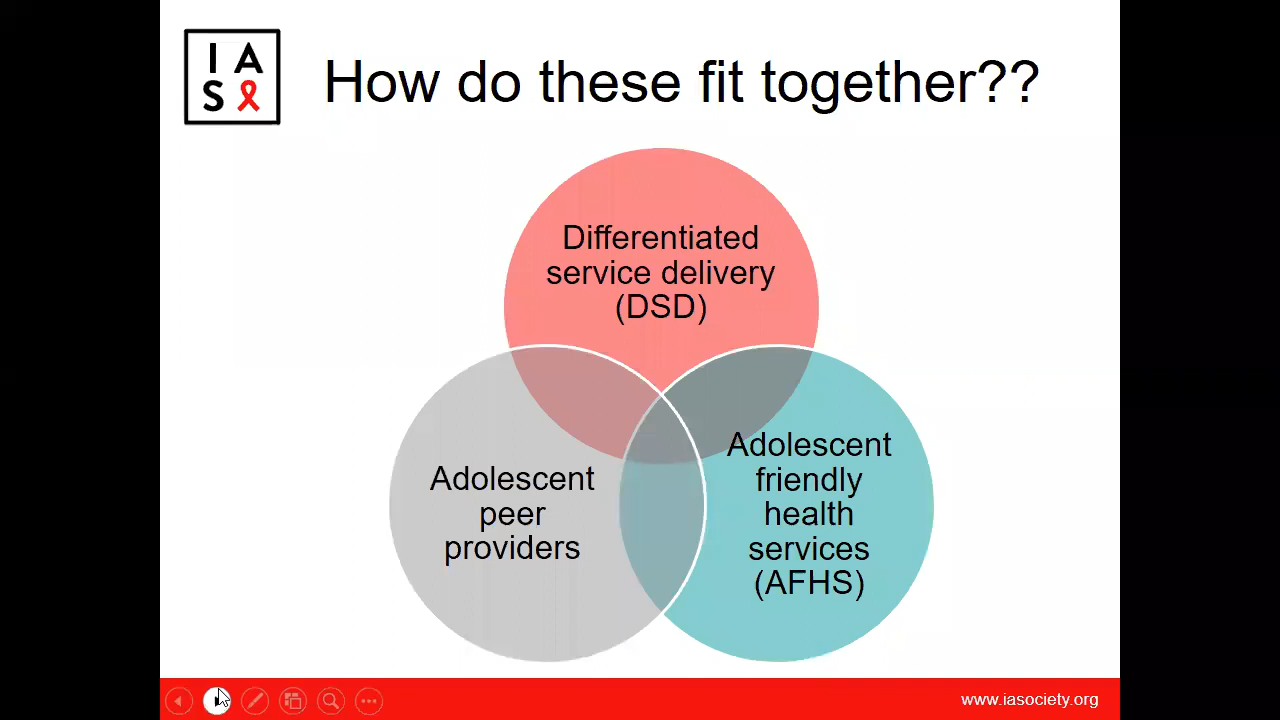 I A
S
How do these fit together??
Differentiated
service delivery
(DSD)
Adolescent
peer
providers
Adolescent
friendly
health
services
(AFHS)
www.iasociety.org